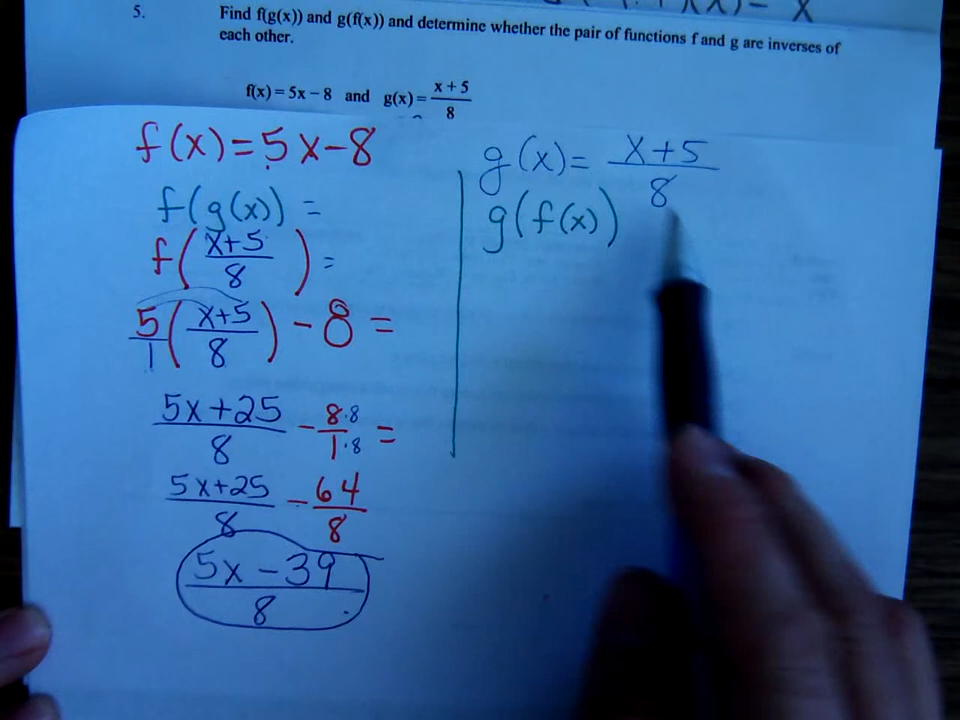 5. Find f(g(x)) and g(f(x)) and determine whether the pair of functions f and g are inverses of
each other.
f(x) = 5x – 8 and g(x) = x + 5 / 8
f(x) = 5x – 8
f(g(x)) =
f( x+5 / 8 ) =
5/1 ( x+5 / 8 ) – 8 =
5x+25 / 8 – 8·8 / 1·8 =
5x+25 / 8 – 64 / 8
5x – 39 / 8
g(x) = x+5 / 8
g(f(x))